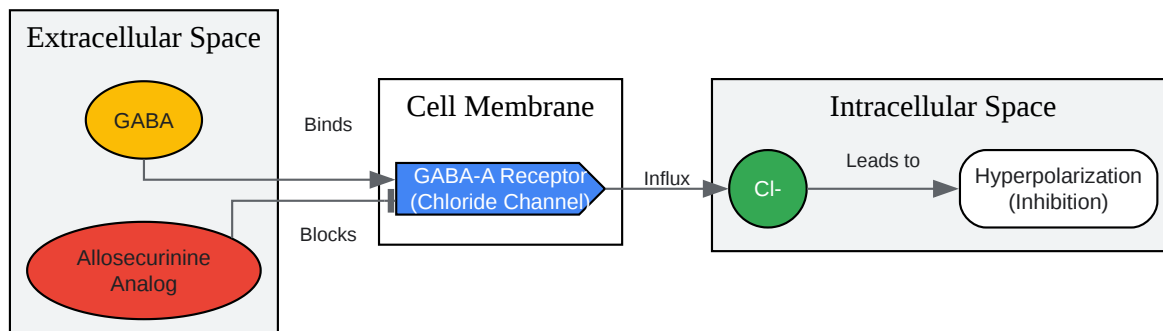 Extracellular Space
GABA
Allosecurinine
Analog
Binds
Blocks
Cell Membrane
GABA-A Receptor
(Chloride Channel)
Influx
Intracellular Space
Cl-
Leads to
Hyperpolarization
(Inhibition)